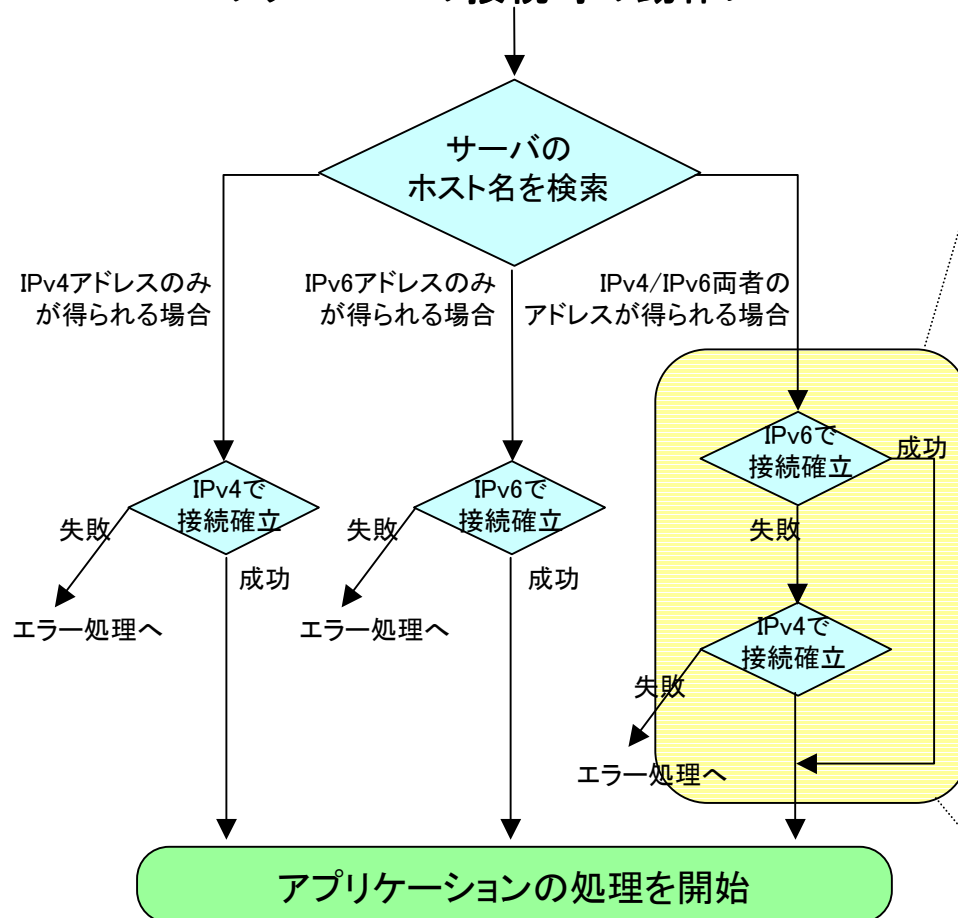 サーバの
ホスト名を検索
IPv4アドレスのみ
が得られる場合
IPv6アドレスのみ
が得られる場合
IPv4/IPv6両者の
アドレスが得られる場合
IPv4で
接続確立
失敗
成功
エラー処理へ
IPv6で
接続確立
失敗
成功
エラー処理へ
IPv6で
接続確立
成功
失敗
IPv4で
接続確立
失敗
エラー処理へ
アプリケーションの処理を開始